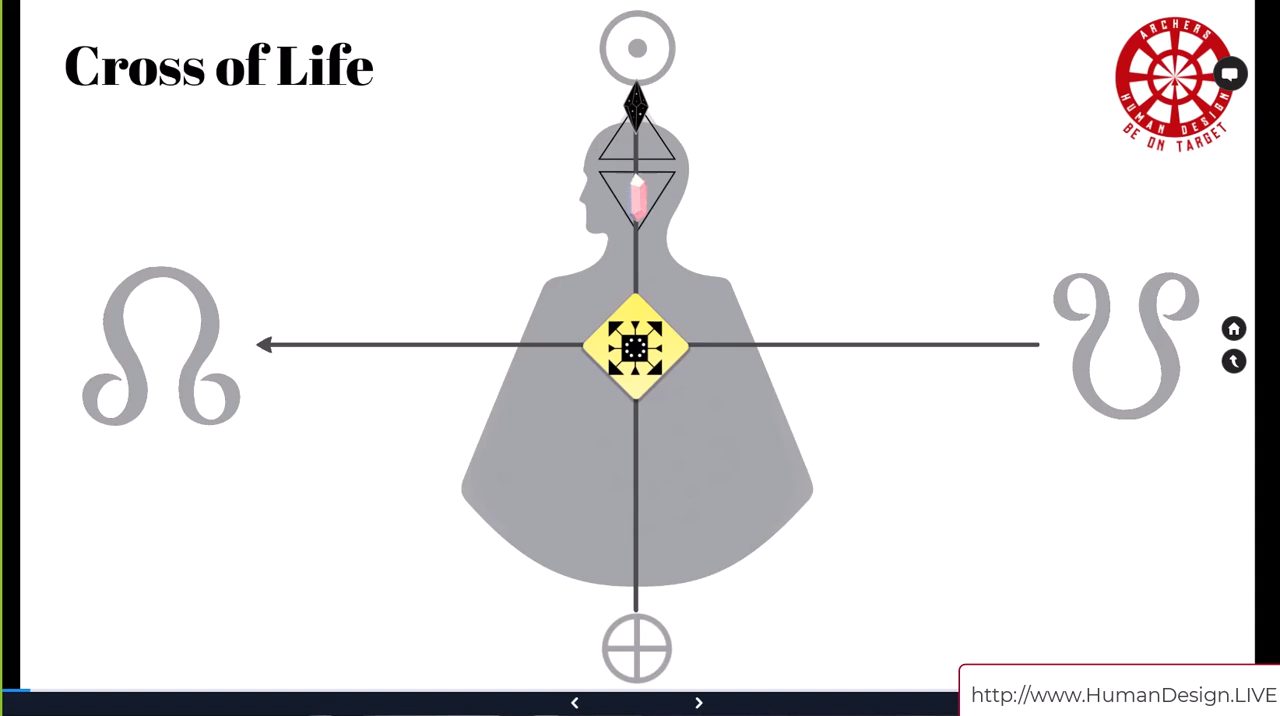 Cross of Life
ARCHERS
HUMAN DESIGN
BE ON TARGET
http://www.HumanDesign.LIVE